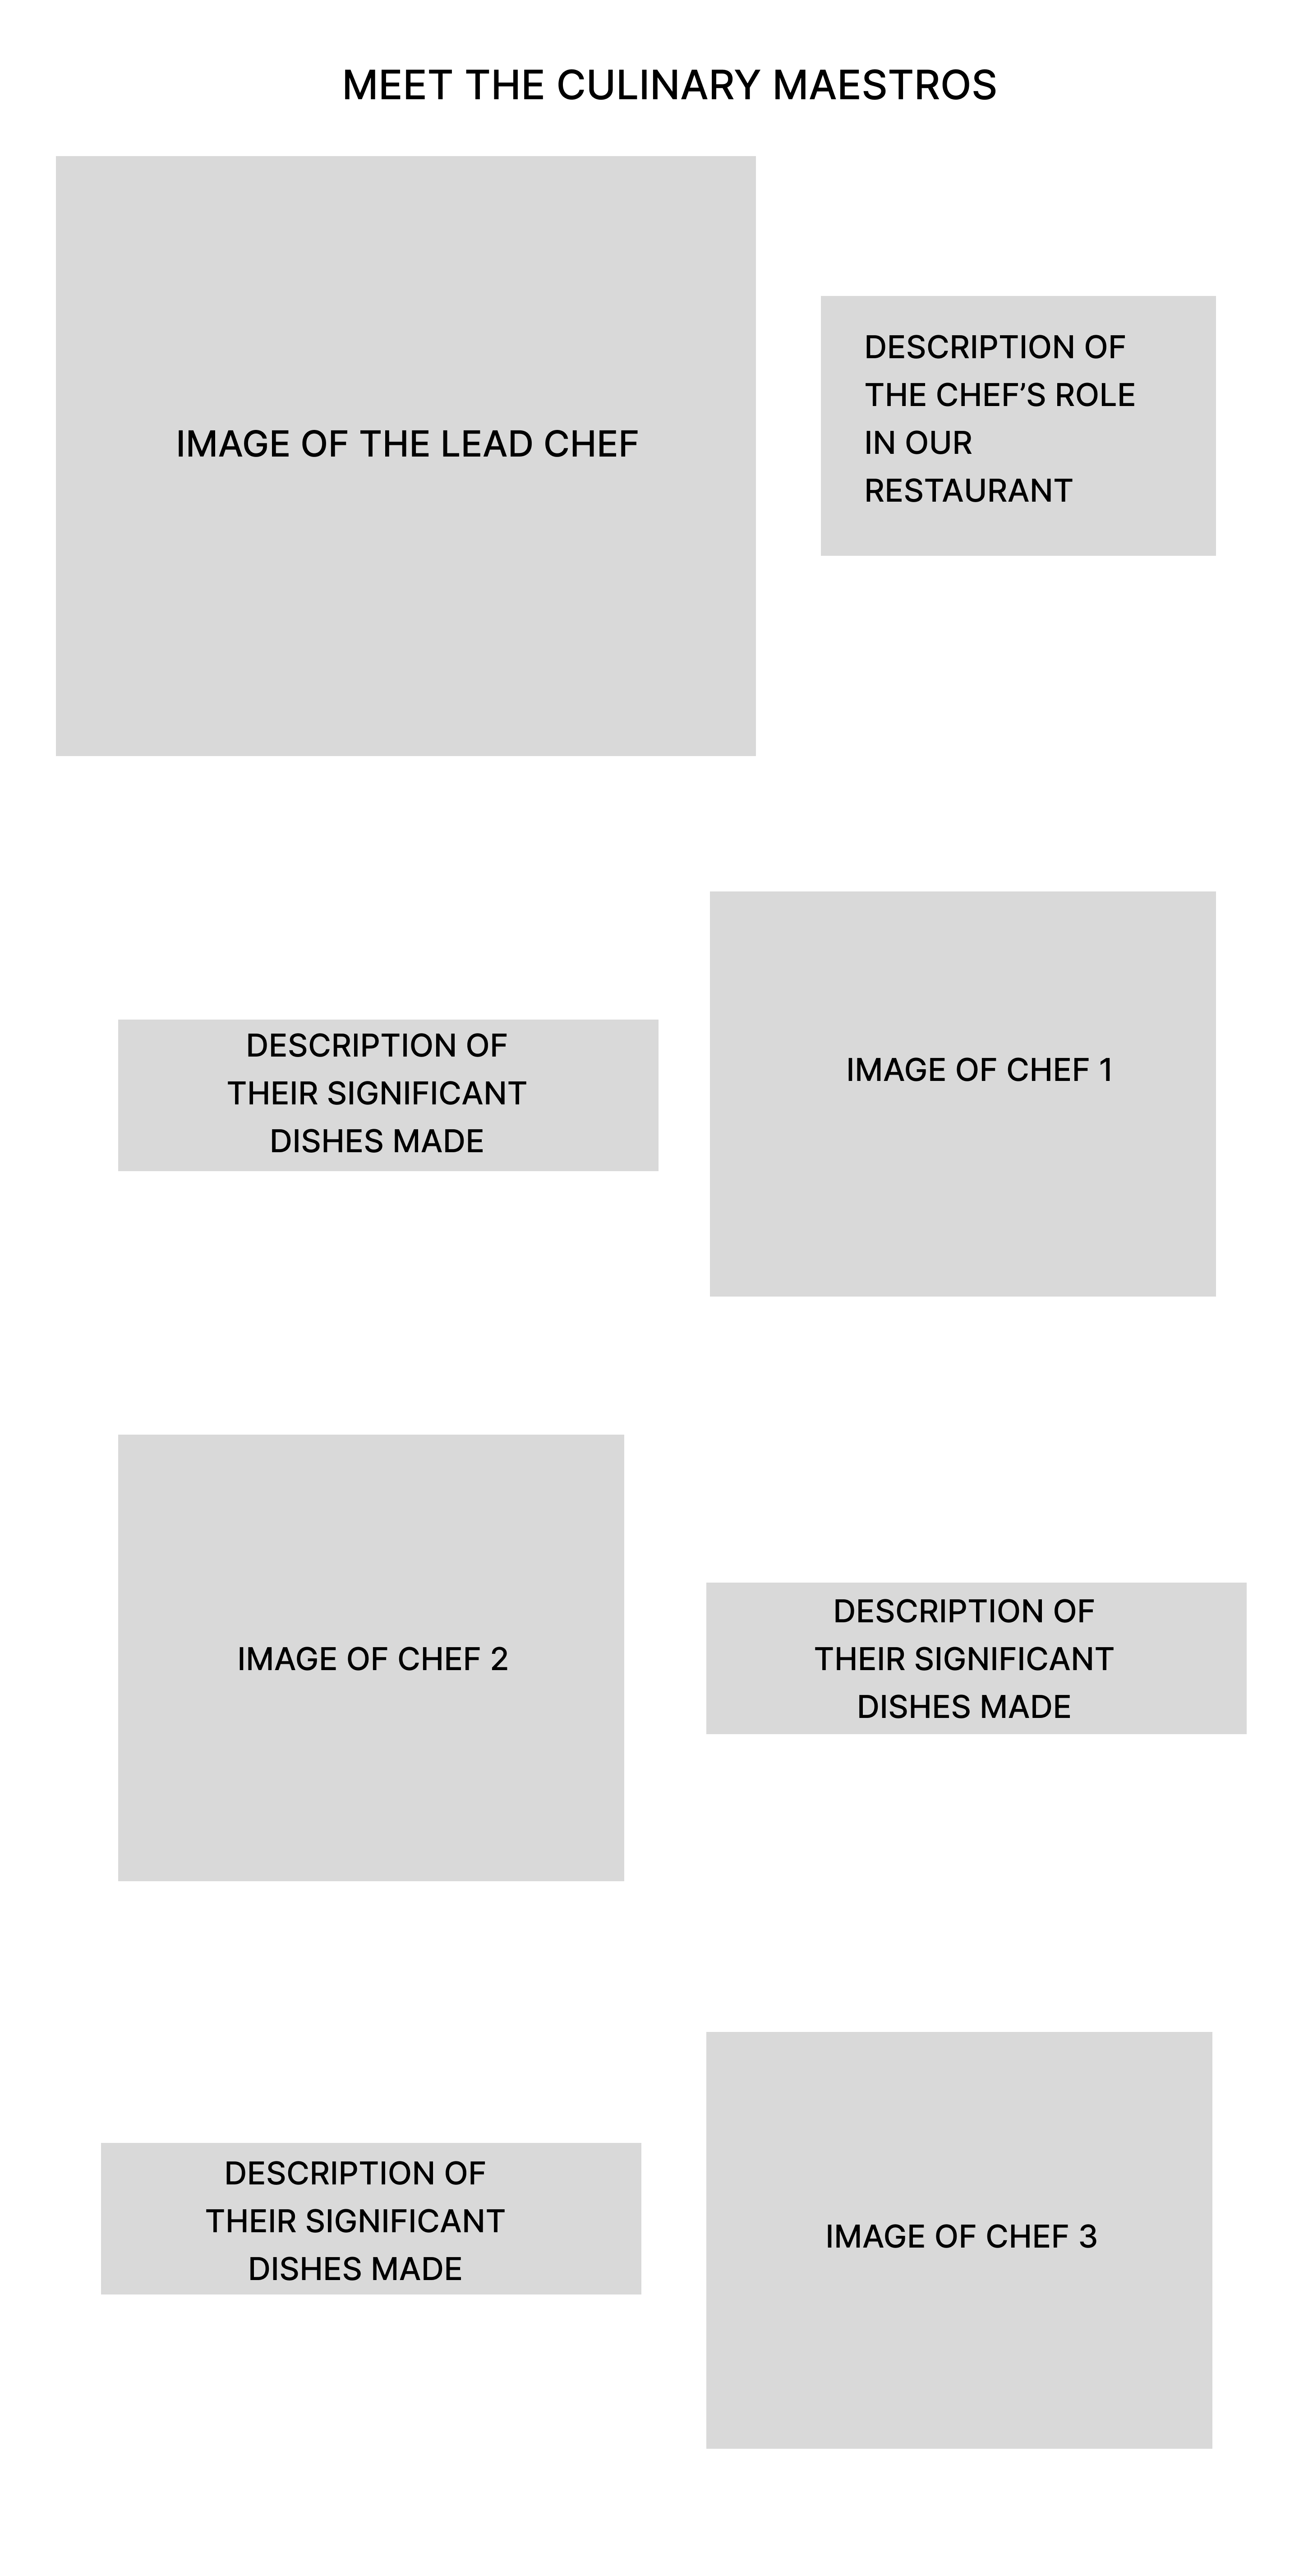 MEET THE CULINARY MAESTROS
IMAGE OF THE LEAD CHEF
DESCRIPTION OF
THE CHEF’S ROLE
IN OUR
RESTAURANT
DESCRIPTION OF
THEIR SIGNIFICANT
DISHES MADE
IMAGE OF CHEF 1
IMAGE OF CHEF 2
DESCRIPTION OF
THEIR SIGNIFICANT
DISHES MADE
DESCRIPTION OF
THEIR SIGNIFICANT
DISHES MADE
IMAGE OF CHEF 3